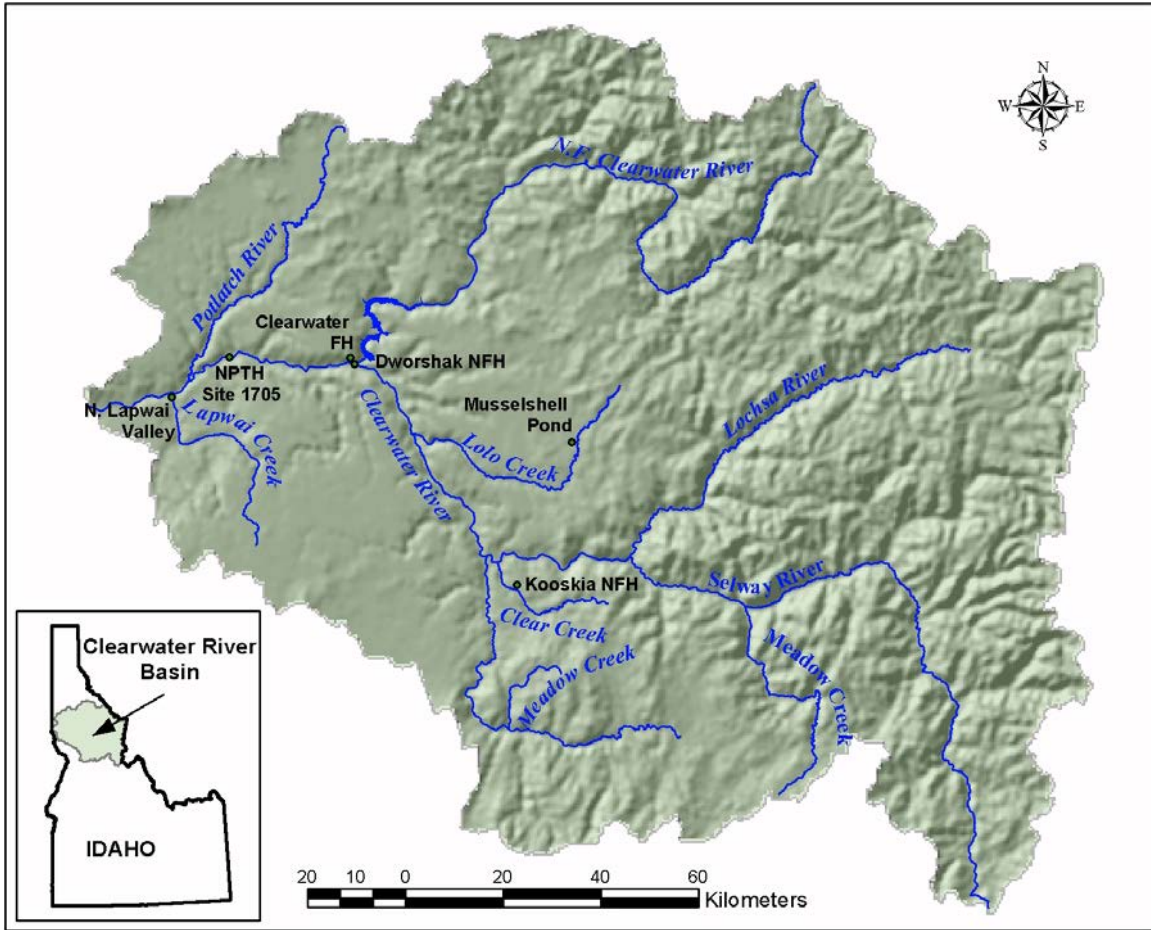 N
W E
S
N.F. Clearwater River
Potlatch River
Clearwater
FH
Dworshak NFH
NPTH
Site 1705
N. Lapwai
Valley
Lapwai Creek
Clearwater River
Musselshell
Pond
Lolo Creek
Lochsa River
Kooskia NFH
Selway River
Clear Creek
Meadow Creek
Meadow Creek
Clearwater River
Basin
IDAHO
20 10 0 20 40 60
Kilometers